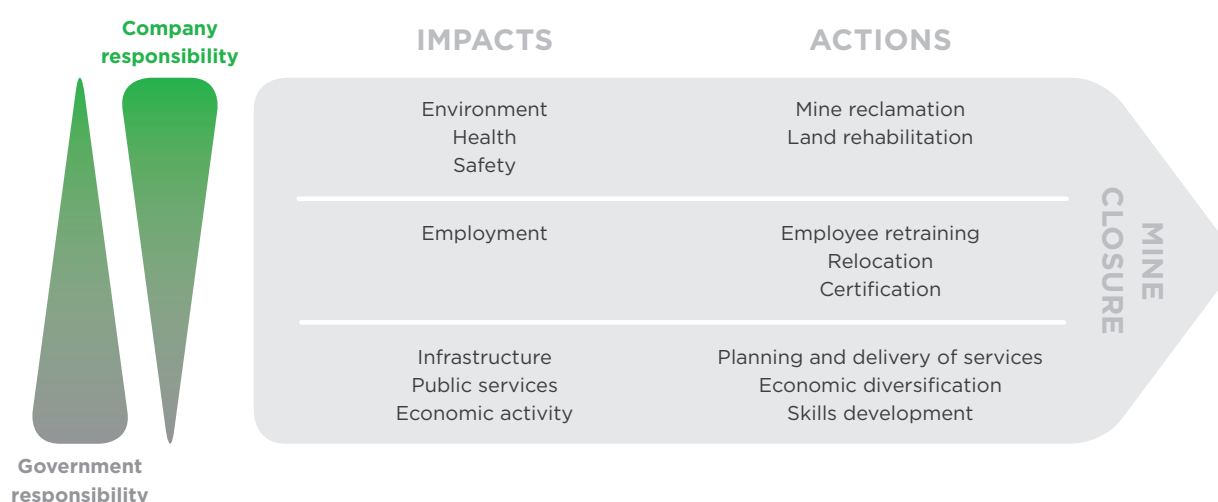 Company
responsibility
IMPACTS
ACTIONS
Environment
Health
Safety
Mine reclamation
Land rehabilitation
Employment
Employee retraining
Relocation
Certification
Infrastructure
Public services
Economic activity
Planning and delivery of services
Economic diversification
Skills development
MINE
CLOSURE
Government
responsibility